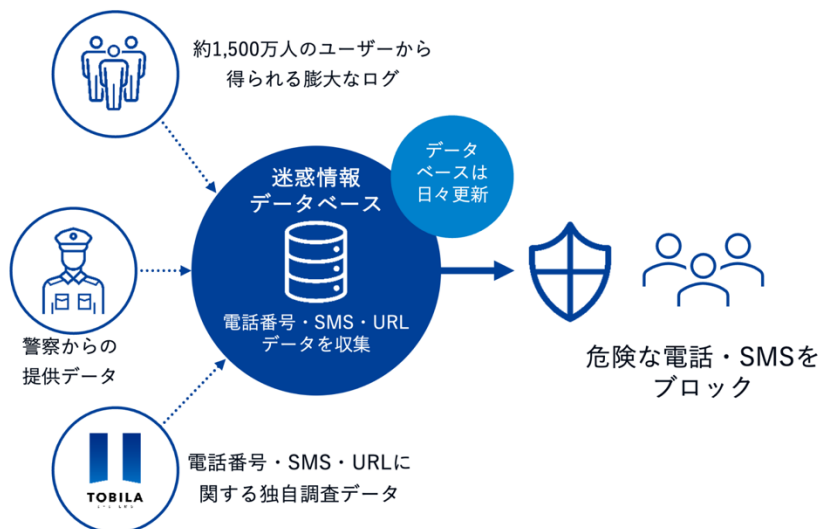 約1,500万人のユーザーから
得られる膨大なログ
データ
ベースは
日々更新
迷惑情報
データベース
電話番号・SMS・URL
データを収集
警察からの
提供データ
危険な電話・SMSを
ブロック
TOBILA
電話番号・SMS・URLに
関する独自調査データ